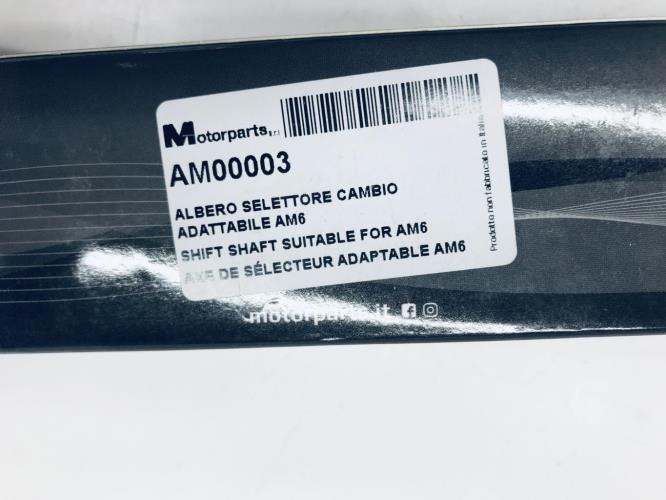 Motorparts s.r.l
AM00003
ALBERO SELETTORE CAMBIO
ADATTABILE AM6
SHIFT SHAFT SUITABLE FOR AM6
AXE DE SÉLECTEUR ADAPTABLE AM6
Prodotto non fabbricato in Italia
motorparts.it